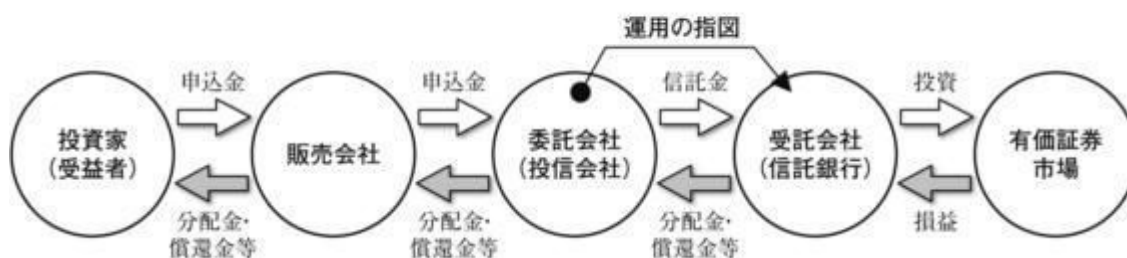 運用の指図
申込金
申込金
信託金
投資
投資家
(受益者)
販売会社
委託会社
(投信会社)
受託会社
(信託銀行)
有価証券
市場
分配金・
償還金等
分配金・
償還金等
分配金・
償還金等
損益